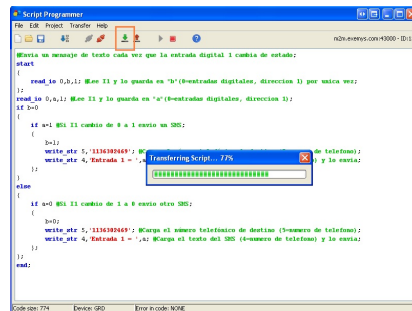 Script Programmer
File Edit Project Transfer Help
m2m.exemys.com:43000 - ID:1
@Envia un mensaje de texto cada vez que la entrada digital 1 cambia de estado;
start
{
read_io 0,b,1; @Lee I1 y lo guarda en "b"(0=entradas digitales, direccion 1) por unica vez;
};
read_io 0,a,1; @Lee I1 y lo guarda en "a"(0=entradas digitales, direccion 1);
if b=0
{
if a=1 @Si I1 cambio de 0 a 1 envio un SMS;
{
b=1;
write_str 5,'1136302469'; de telefono);
write_str 4,'Entrada 1 = ', y lo envia;
};
Transferring Script... 77%
}
else
{
if a=0 @Si I1 cambio de 1 a 0 envio otro SMS;
{
b=0;
write_str 5,'1136302469'; @Carga el número telefónico de destino (5=numero de telefono);
write_str 4,'Entrada 1 = ',a; @Carga el texto del SMS (4=numero de telefono) y lo envia;
};
};
end;
Code size: 774 Device: GRD Error in code: NONE